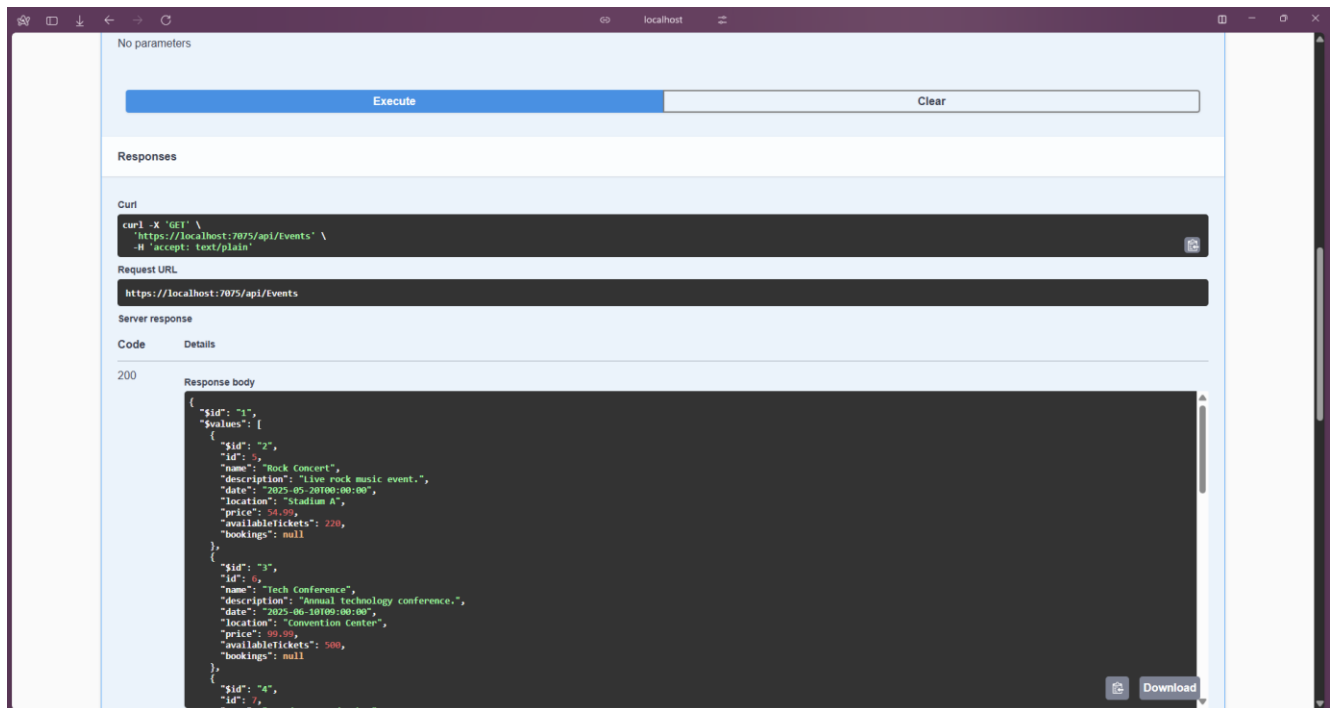 localhost
No parameters
Execute
Clear
Responses
Curl
curl -X 'GET' \
  'https://localhost:7075/api/Events' \
  -H 'accept: text/plain'
Request URL
https://localhost:7075/api/Events
Server response
Code Details
200
Response body
{
  "$id": "1",
  "$values": [
    {
      "$id": "2",
      "id": 5,
      "name": "Rock Concert",
      "description": "Live rock music event.",
      "date": "2025-05-20T00:00:00",
      "location": "Stadium A",
      "price": 54.99,
      "availableTickets": 220,
      "bookings": null
    },
    {
      "$id": "3",
      "id": 6,
      "name": "Tech Conference",
      "description": "Annual technology conference.",
      "date": "2025-06-10T09:00:00",
      "location": "Convention Center",
      "price": 99.99,
      "availableTickets": 500,
      "bookings": null
    },
    {
      "$id": "4",
      "id": 7,
Download